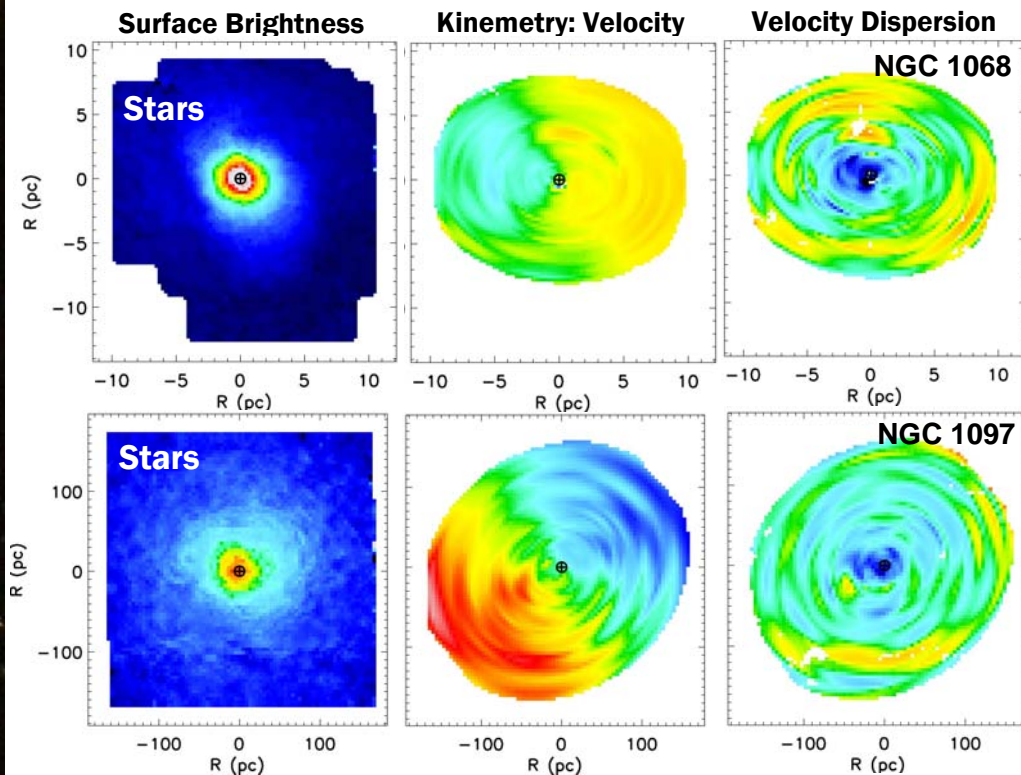 Surface Brightness
Kinemetry: Velocity
Velocity Dispersion
Stars
NGC 1068
10
5
0
−5
−10
R (pc)
−10 −5 0 5 10
R (pc)
−10 −5 0 5 10
R (pc)
−10 −5 0 5 10
R (pc)
Stars
NGC 1097
100
0
−100
R (pc)
−100 0 100
R (pc)
−100 0 100
R (pc)
−100 0 100
R (pc)